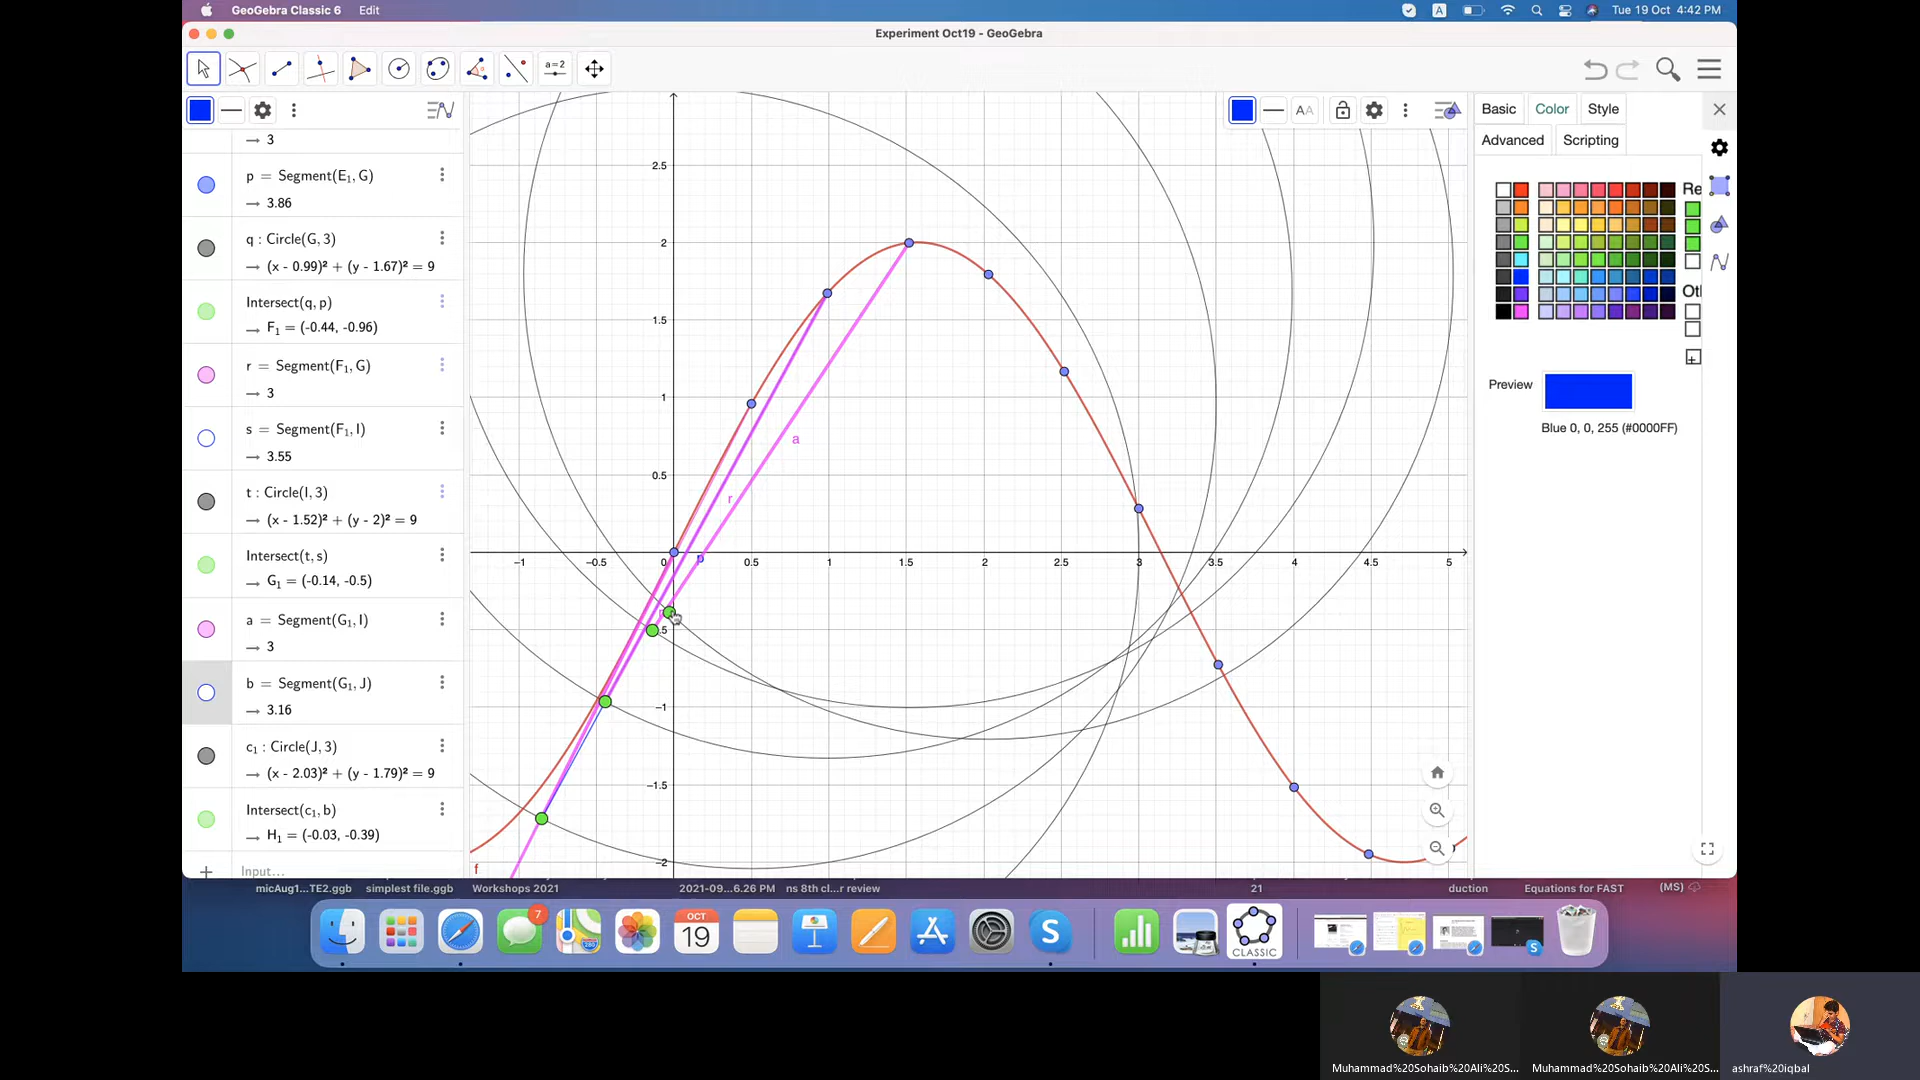 GeoGebra Classic 6 Edit
A
Tue 19 Oct 4:42 PM
Experiment Oct19 - GeoGebra
a=2
AA
Basic Color Style
Advanced Scripting
→ 3
p = Segment(E₁, G)
→ 3.86
q : Circle(G, 3)
→ (x - 0.99)² + (y - 1.67)² = 9
Intersect(q, p)
→ F₁ = (-0.44, -0.96)
r = Segment(F₁, G)
→ 3
s = Segment(F₁, I)
→ 3.55
t : Circle(I, 3)
→ (x - 1.52)² + (y - 2)² = 9
Intersect(t, s)
→ G₁ = (-0.14, -0.5)
a = Segment(G₁, I)
→ 3
b = Segment(G₁, J)
→ 3.16
c₁ : Circle(J, 3)
→ (x - 2.03)² + (y - 1.79)² = 9
Intersect(c₁, b)
→ H₁ = (-0.03, -0.39)
+ Input...
2.5
2
1.5
1
a
r
0.5
p
−1 −0.5 0 0.5 1 1.5 2 2.5 3 3.5 4 4.5 5
−1
−1.5
−2
f
Re
Preview
Blue 0, 0, 255 (#0000FF)
micAug1...TE2.ggb simplest file.ggb Workshops 2021 2021-09...6.26 PM ns 8th cl...r review 21 duction Equations for FAST (MS)
7
OCT
19
280
S
CLASSIC
S
Muhammad%20Sohaib%20Ali%20S...
Muhammad%20Sohaib%20Ali%20S...
ashraf%20iqbal